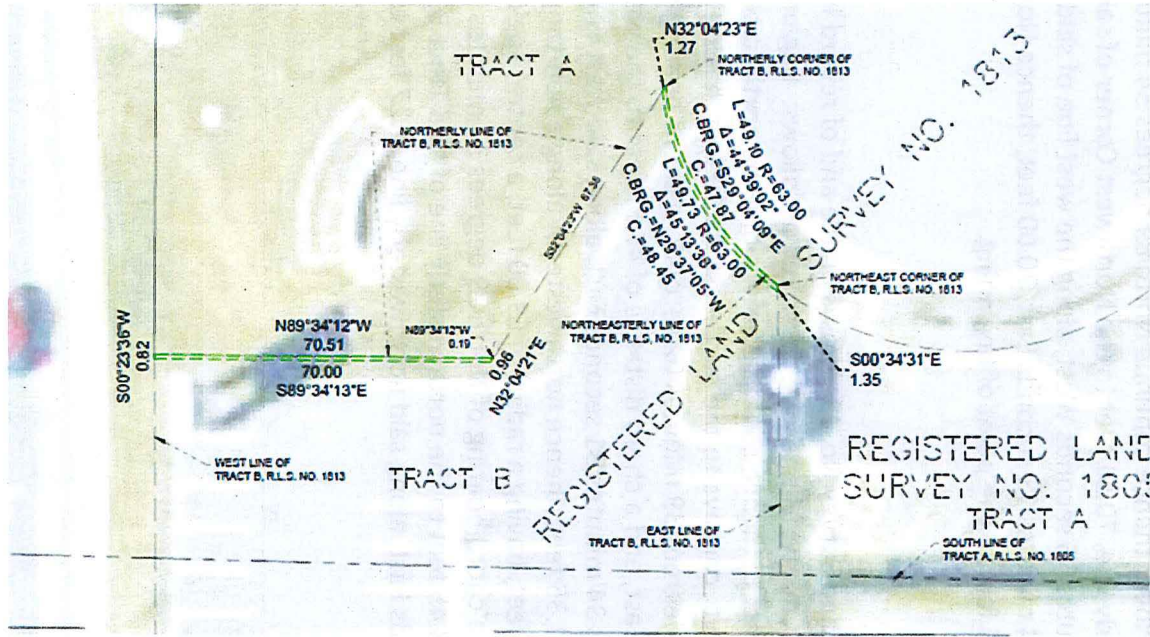 N32°04'23"E
1.27
TRACT A
NORTHERLY CORNER OF
TRACT B, R.L.S. NO. 1813
NORTHERLY LINE OF
TRACT B, R.L.S. NO. 1813
L=49.10 R=63.00
Δ=44°39'02"
C.BRG.=S29°04'09"E
C.=47.87
L=49.73 R=63.00
Δ=45°13'38"
C.BRG.=N29°37'05"W
C.=48.45
S32°04'23"W 67.38
REGISTERED LAND SURVEY NO. 1813
NORTHEAST CORNER OF
TRACT B, R.L.S. NO. 1813
NORTHEASTERLY LINE OF
TRACT B, R.L.S. NO. 1813
S00°23'36"W
0.82
N89°34'12"W
70.51
70.00
S89°34'13"E
N89°34'12"W
0.19
0.96
N32°04'21"E
S00°34'31"E
1.35
WEST LINE OF
TRACT B, R.L.S. NO. 1813
TRACT B
EAST LINE OF
TRACT B, R.L.S. NO. 1813
REGISTERED LAND
SURVEY NO. 1805
TRACT A
SOUTH LINE OF
TRACT A, R.L.S. NO. 1805